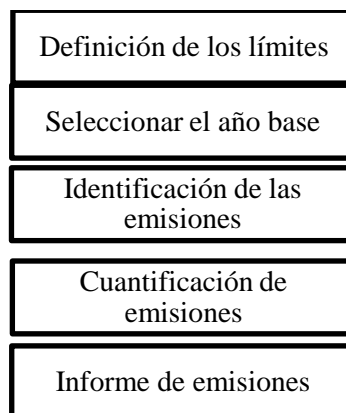 Definición de los límites
Seleccionar el año base
Identificación de las
emisiones
Cuantificación de
emisiones
Informe de emisiones